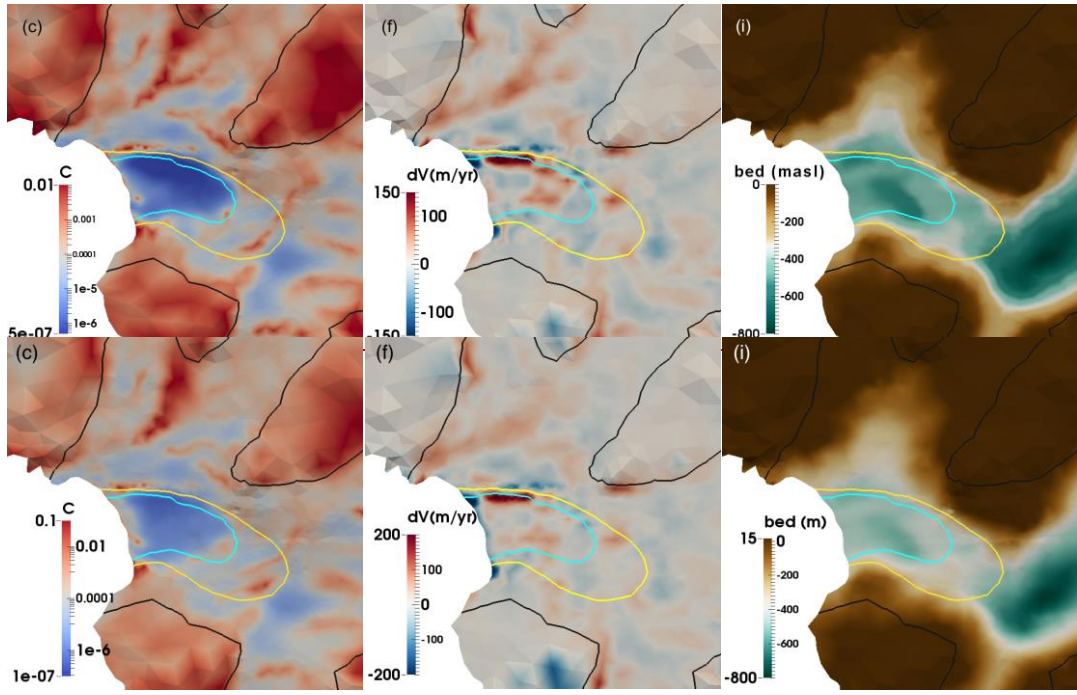 (c) (f) (i)
C
0.01
0.001
0.0001
1e-5
1e-6
5e-07
dV(m/yr)
150
100
0
-100
-150
bed (masl)
0
-200
-400
-600
-800
(c) (f) (i)
C
0.1
0.01
0.0001
1e-6
1e-07
dV(m/yr)
200
100
0
-100
-200
bed (m)
15
0
-200
-400
-600
-800